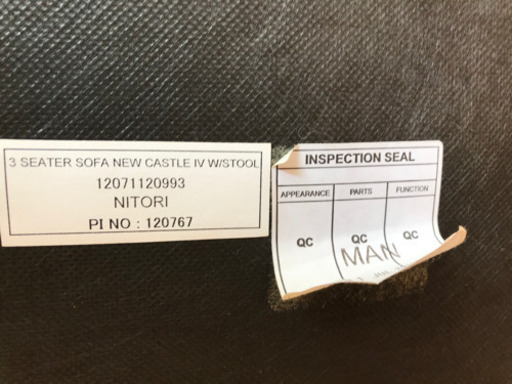 3 SEATER SOFA NEW CASTLE IV W/STOOL
12071120993
NITORI
PI NO : 120767
INSPECTION SEAL
APPEARANCE PARTS FUNCTION
QC QC QC
MAN